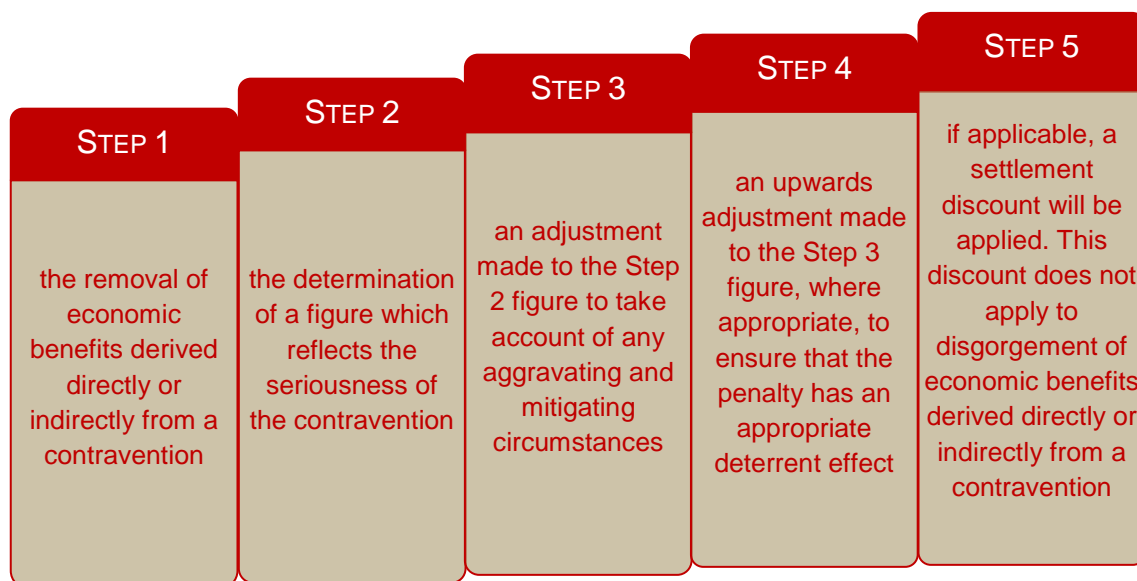 STEP 1
the removal of
economic
benefits derived
directly or
indirectly from a
contravention
STEP 2
the determination
of a figure which
reflects the
seriousness of
the contravention
STEP 3
an adjustment
made to the Step
2 figure to take
account of any
aggravating and
mitigating
circumstances
STEP 4
an upwards
adjustment made
to the Step 3
figure, where
appropriate, to
ensure that the
penalty has an
appropriate
deterrent effect
STEP 5
if applicable, a
settlement
discount will be
applied. This
discount does not
apply to
disgorgement of
economic benefits
derived directly or
indirectly from a
contravention